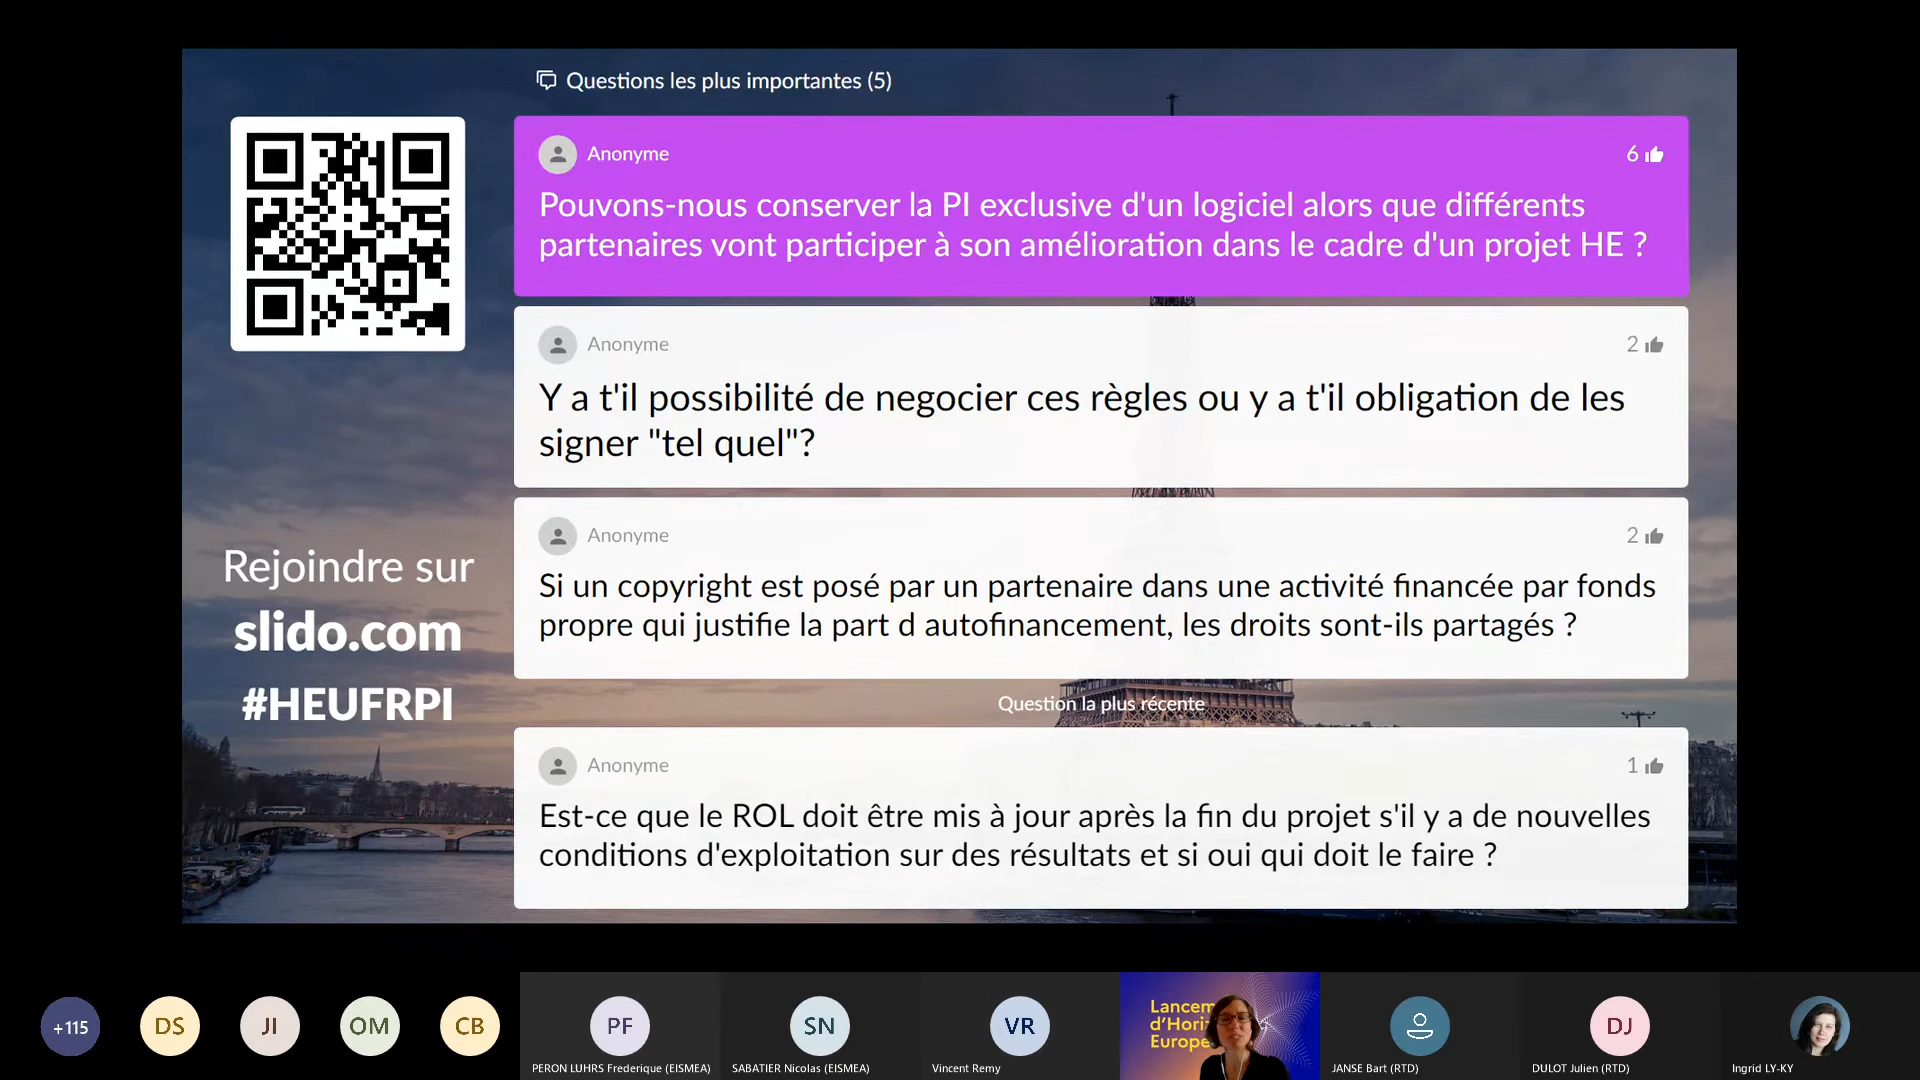 Questions les plus importantes (5)
Anonyme
6
Pouvons-nous conserver la PI exclusive d'un logiciel alors que différents
partenaires vont participer à son amélioration dans le cadre d'un projet HE ?
Anonyme
2
Y a t'il possibilité de negocier ces règles ou y a t'il obligation de les
signer "tel quel"?
Anonyme
2
Si un copyright est posé par un partenaire dans une activité financée par fonds
propre qui justifie la part d autofinancement, les droits sont-ils partagés ?
Question la plus récente
Anonyme
1
Est-ce que le ROL doit être mis à jour après la fin du projet s'il y a de nouvelles
conditions d'exploitation sur des résultats et si oui qui doit le faire ?
Rejoindre sur
slido.com
#HEUFRPI
+115
DS
JI
OM
CB
PF
PERON LUHRS Frederique (EISMEA)
SN
SABATIER Nicolas (EISMEA)
VR
Vincent Remy
Lancem
d'Hori
Europe
JANSE Bart (RTD)
DJ
DULOT Julien (RTD)
Ingrid LY-KY